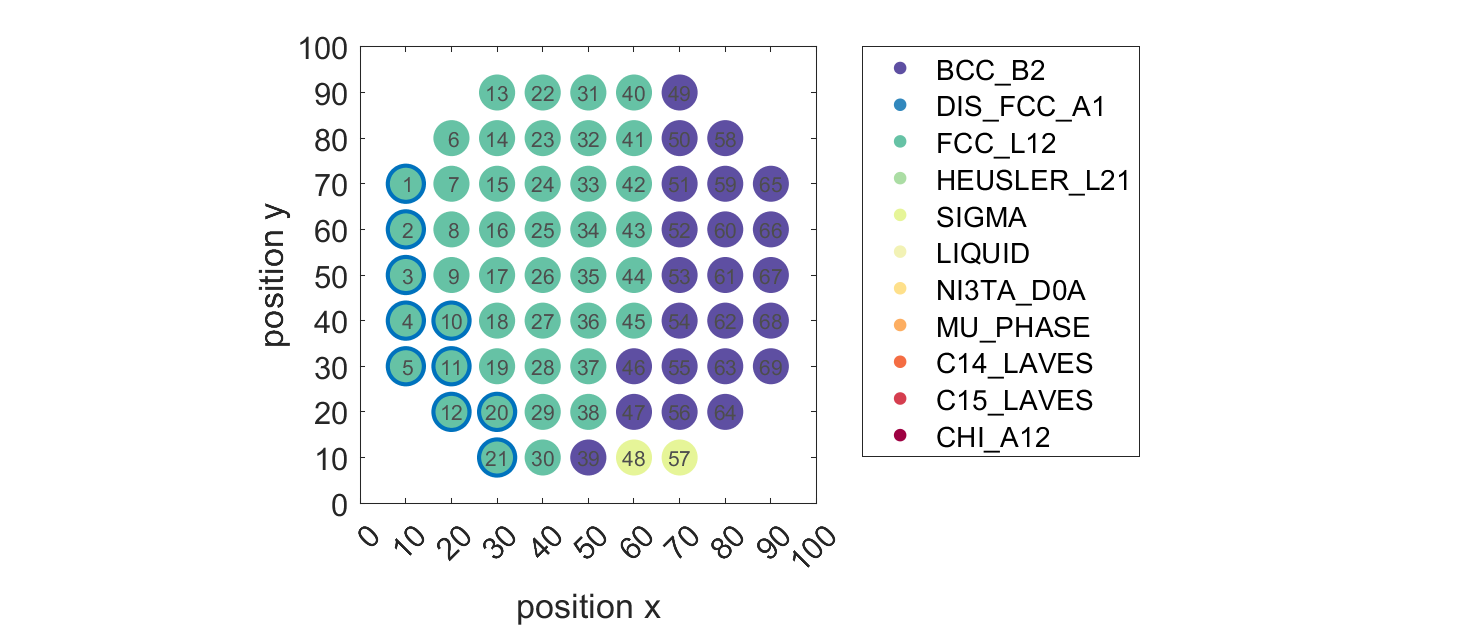 100
90
80
70
60
50
40
30
20
10
0
position y
13 22 31 40 49
6 14 23 32 41 50 58
1 7 15 24 33 42 51 59 65
2 8 16 25 34 43 52 60 66
3 9 17 26 35 44 53 61 67
4 10 18 27 36 45 54 62 68
5 11 19 28 37 46 55 63 69
12 20 29 38 47 56 64
21 30 39 48 57
0 10 20 30 40 50 60 70 80 90 100
position x
BCC_B2
DIS_FCC_A1
FCC_L12
HEUSLER_L21
SIGMA
LIQUID
NI3TA_D0A
MU_PHASE
C14_LAVES
C15_LAVES
CHI_A12